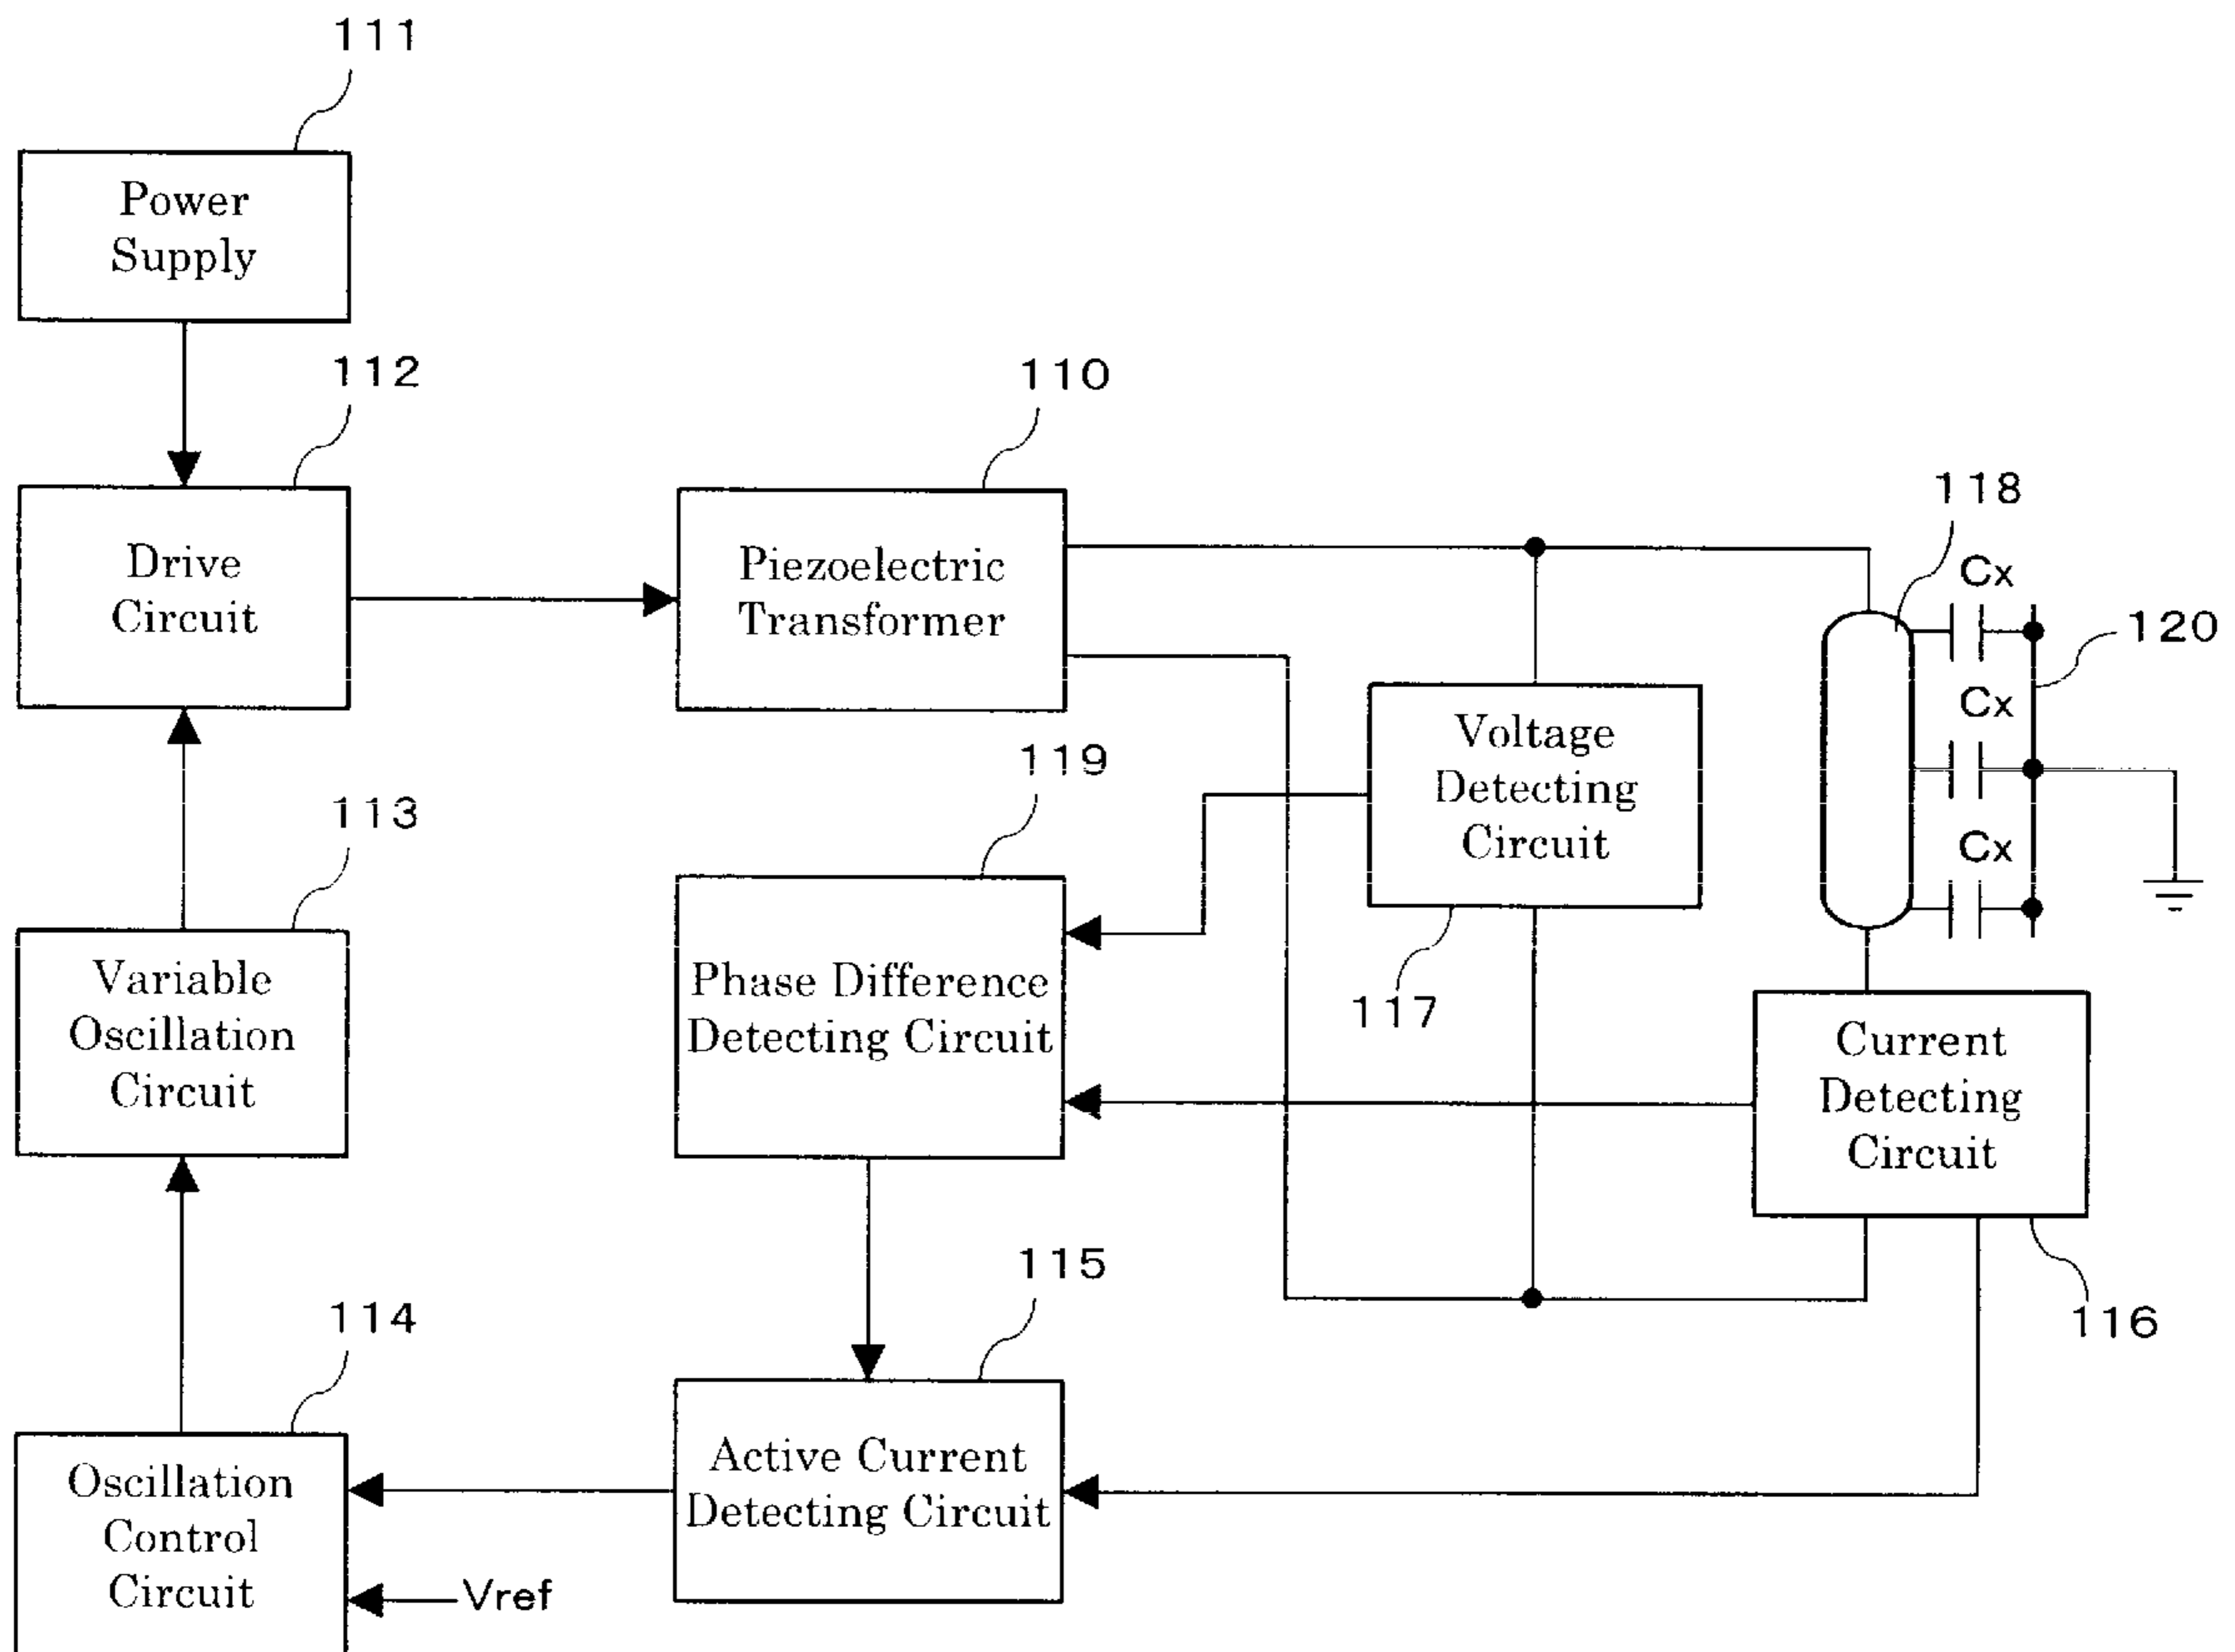 111
Power
Supply
112
110
118
Drive
Circuit
Piezoelectric
Transformer
Cx
120
Cx
Voltage
Detecting
Circuit
119
113
Cx
Variable
Oscillation
Circuit
Phase Difference
Detecting Circuit
117
Current
Detecting
Circuit
115
114
116
Oscillation
Control
Circuit
Active Current
Detecting Circuit
Vref